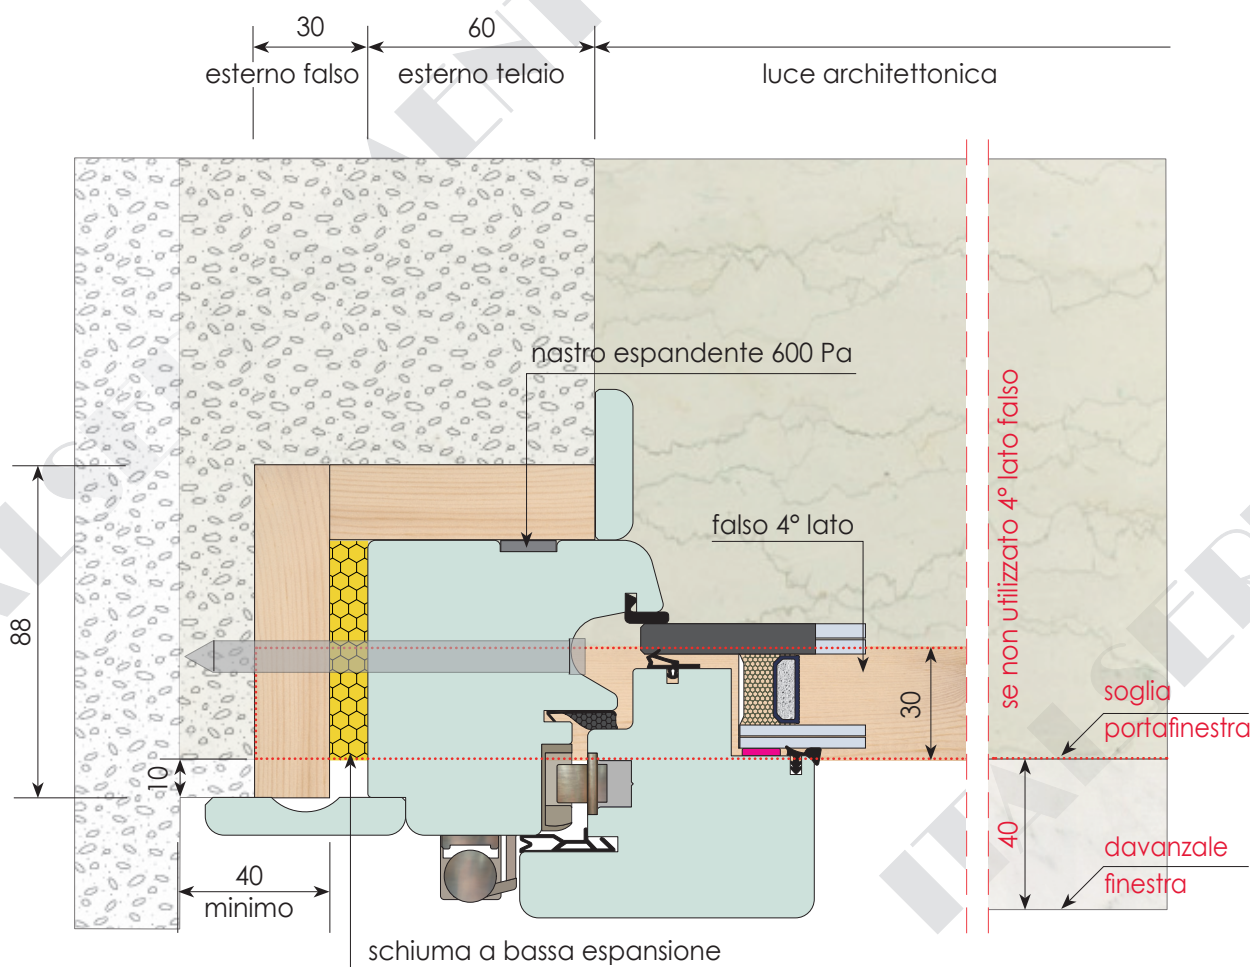 30
60
esterno falso
esterno telaio
luce architettonica
nastro espandente 600 Pa
se non utilizzato 4° lato falso
falso 4° lato
88
30
soglia
portafinestra
10
40
davanzale
finestra
40
minimo
schiuma a bassa espansione